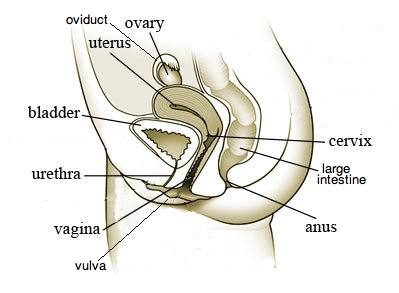 oviduct
ovary
uterus
bladder
cervix
urethra
large
intestine
vagina
anus
vulva